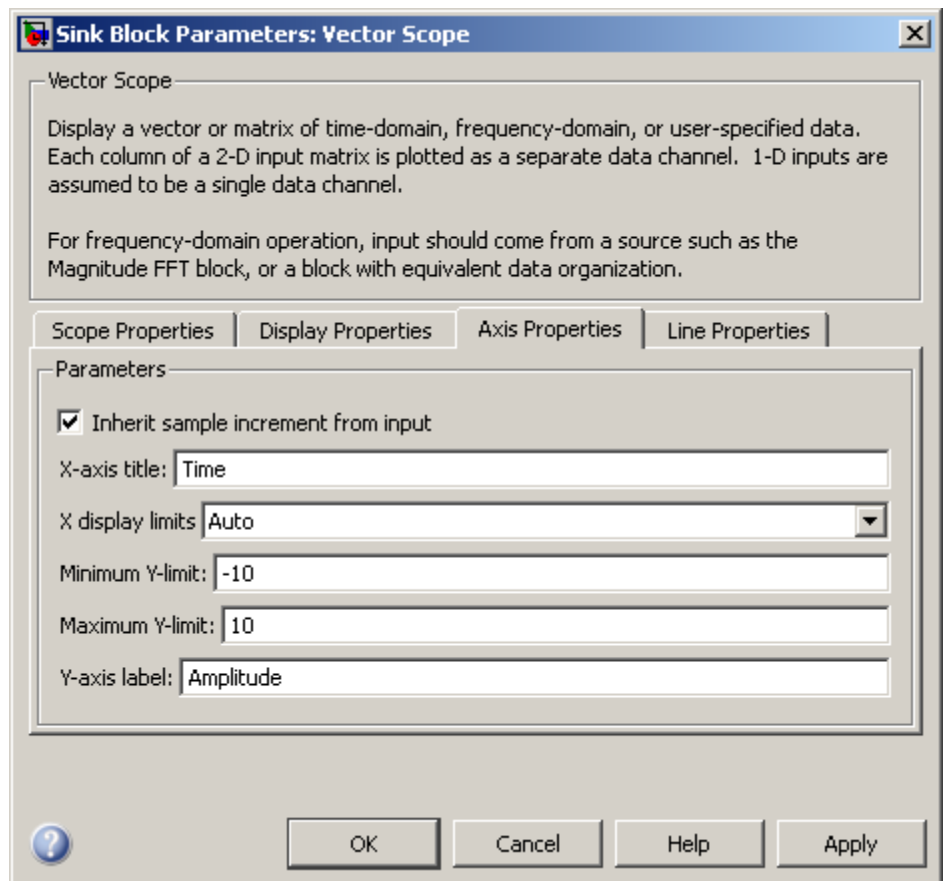 Sink Block Parameters: Vector Scope
Vector Scope
Display a vector or matrix of time-domain, frequency-domain, or user-specified data.
Each column of a 2-D input matrix is plotted as a separate data channel.  1-D inputs are
assumed to be a single data channel.
For frequency-domain operation, input should come from a source such as the
Magnitude FFT block, or a block with equivalent data organization.
Scope Properties Display Properties Axis Properties Line Properties
Parameters
Inherit sample increment from input
X-axis title: Time
X display limits Auto
Minimum Y-limit: -10
Maximum Y-limit: 10
Y-axis label: Amplitude
? OK Cancel Help Apply